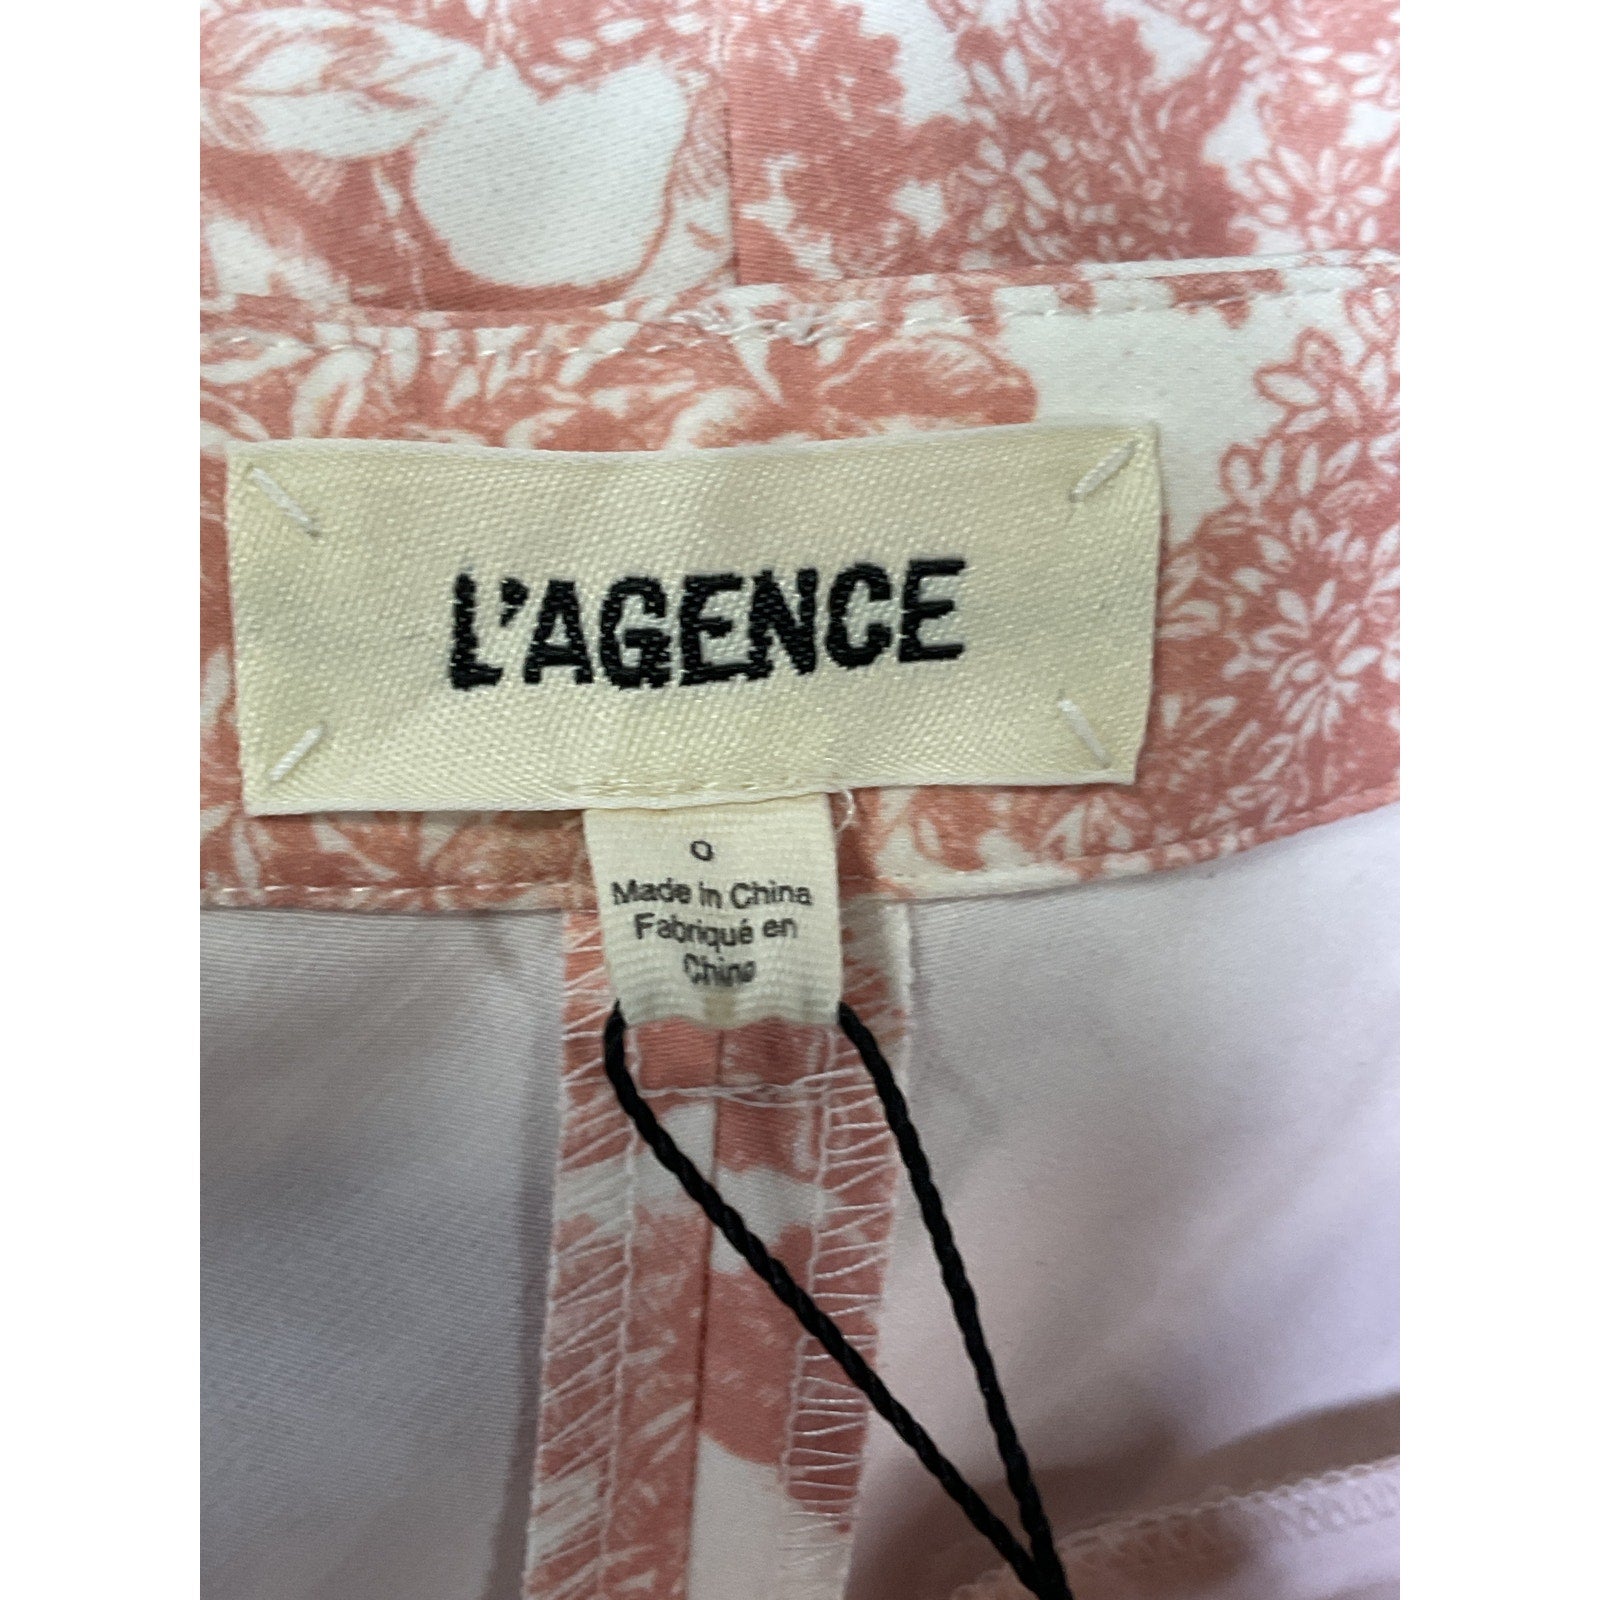 L'AGENCE
0
Made in China
Fabriqué en
Chine